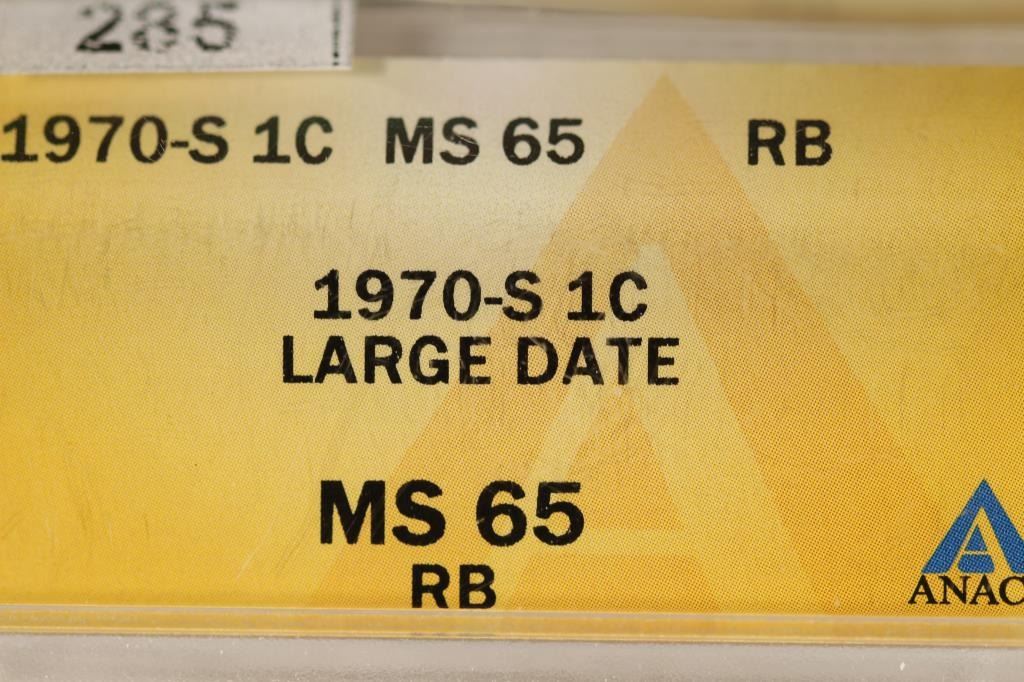 285
1970-S 1C MS 65 RB
1970-S 1C
LARGE DATE
MS 65
RB
ANAC